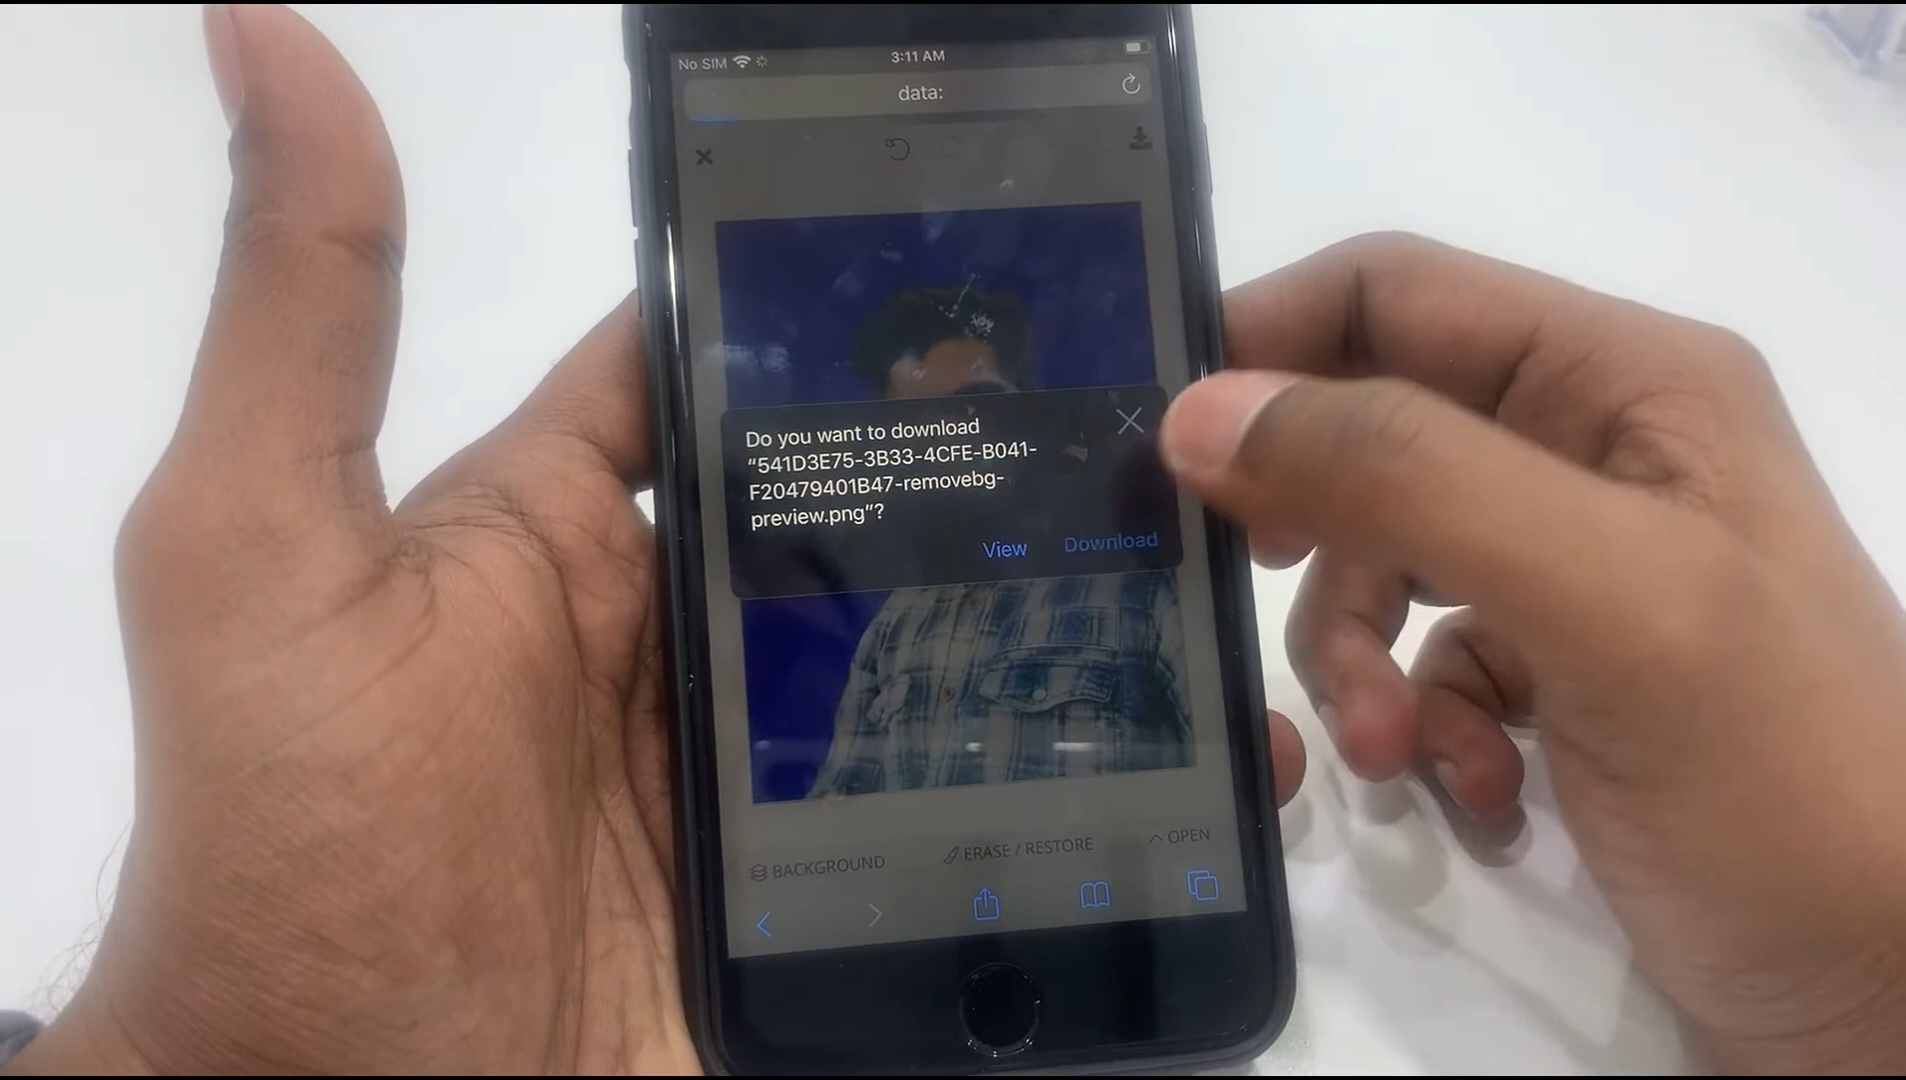 No SIM 3:11 AM
data:
Do you want to download
“541D3E75-3B33-4CFE-B041-
F20479401B47-removebg-
preview.png”?
View Download
BACKGROUND ERASE / RESTORE OPEN